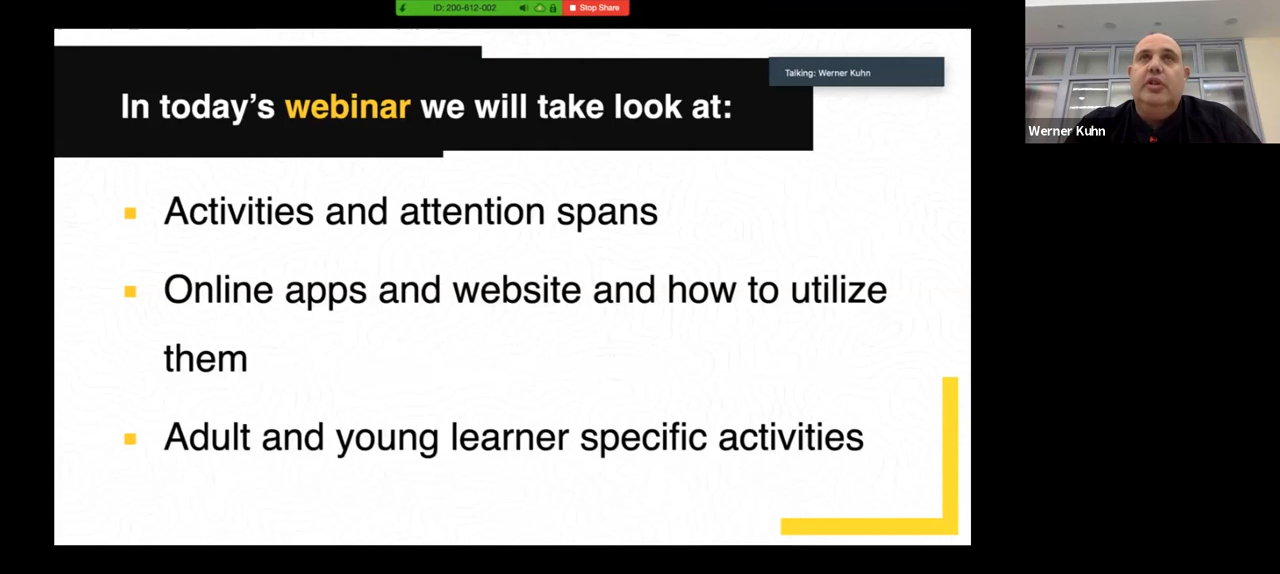 ID: 200-612-002
Stop Share
Talking: Werner Kuhn
In today's webinar we will take look at:
Werner Kuhn
Activities and attention spans
Online apps and website and how to utilize
them
Adult and young learner specific activities